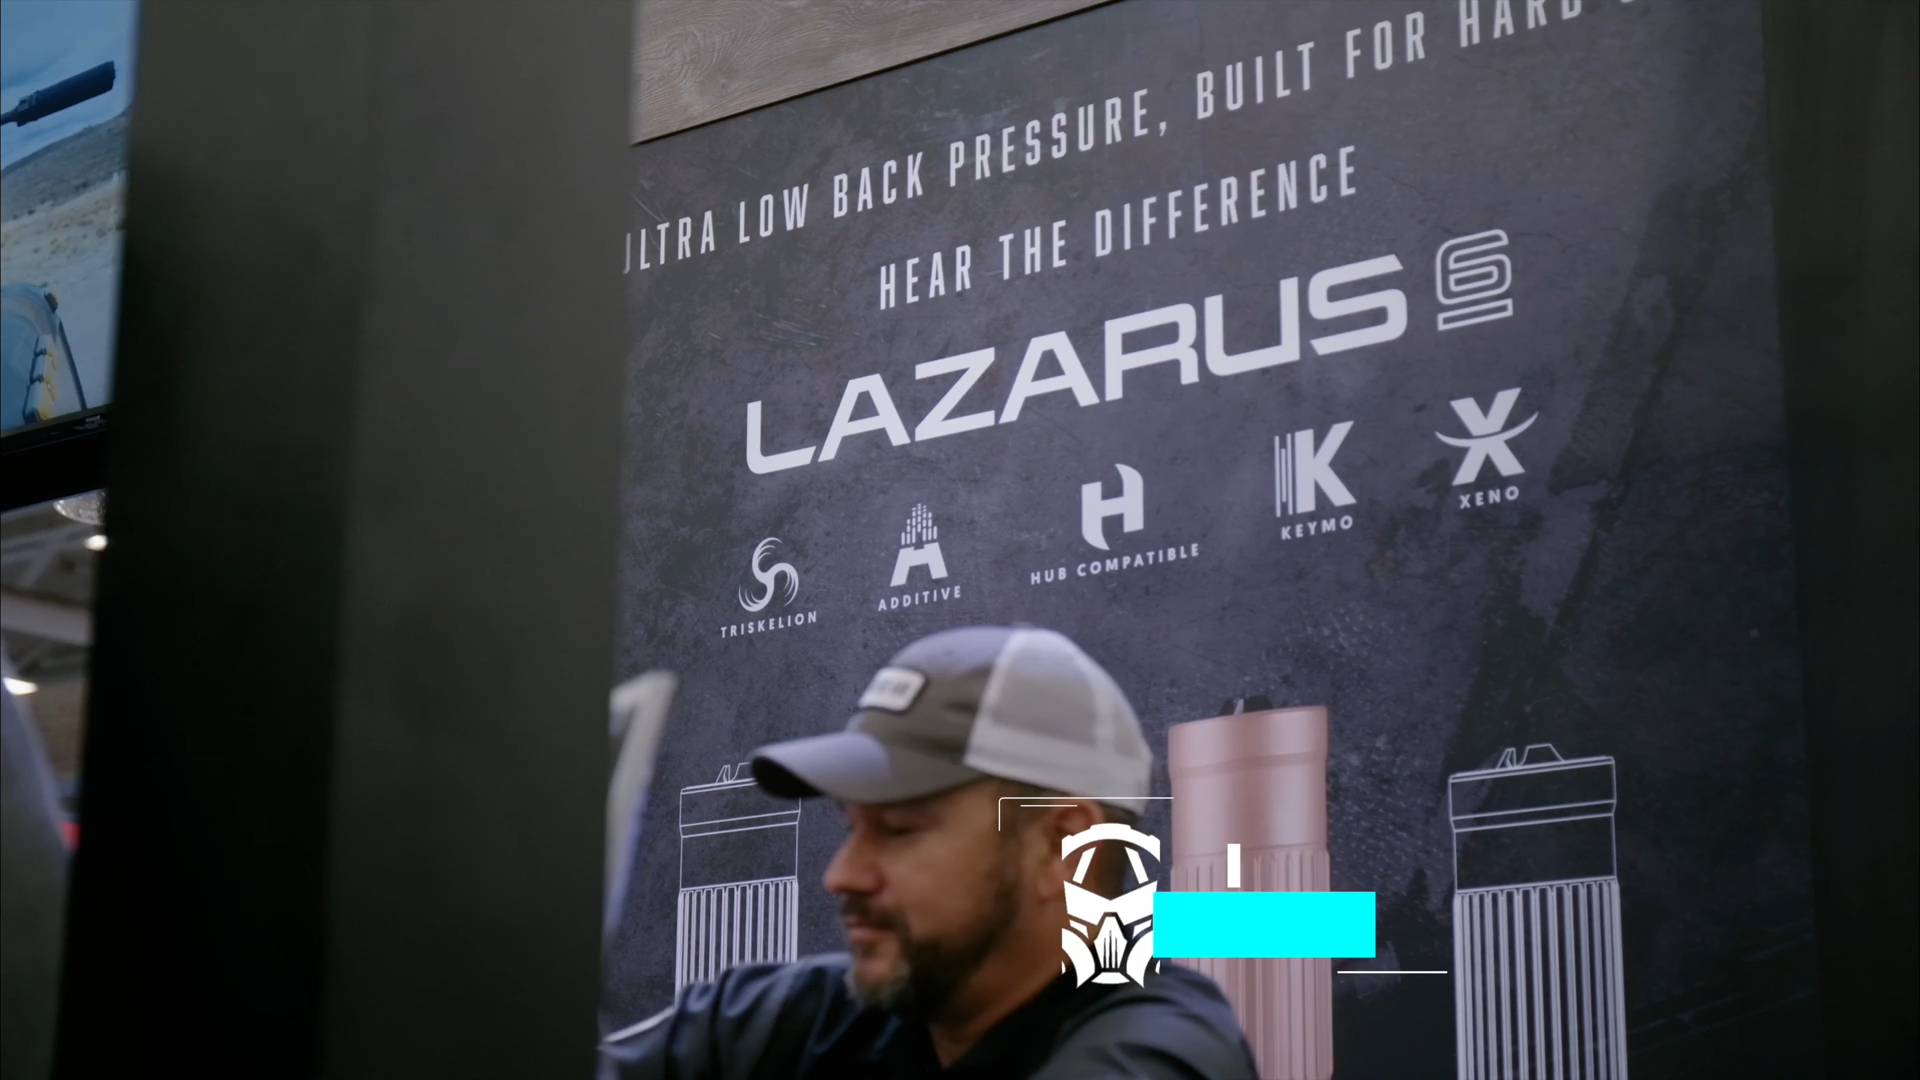 ULTRA LOW BACK PRESSURE, BUILT FOR HARD
HEAR THE DIFFERENCE
LAZARUS 6
TRISKELION
ADDITIVE
HUB COMPATIBLE
KEYMO
XENO